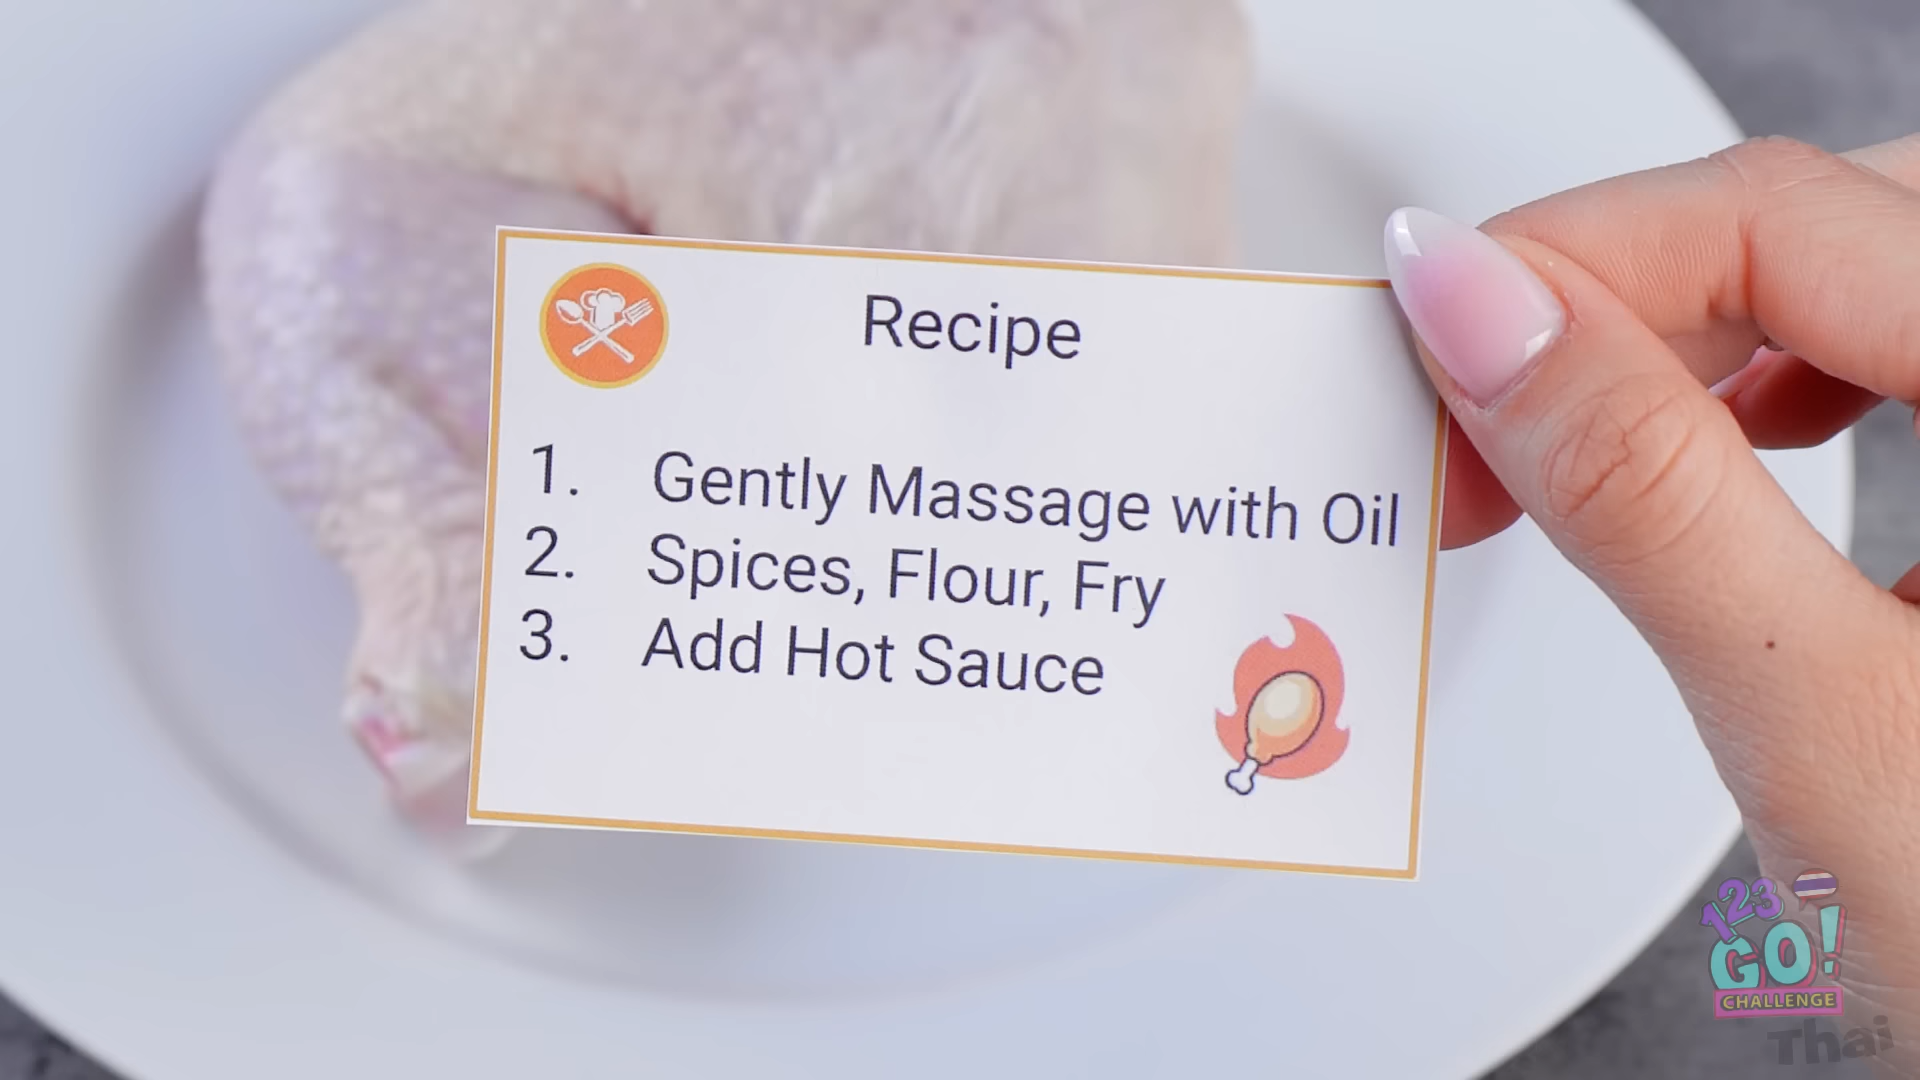 Recipe
1. Gently Massage with Oil
2. Spices, Flour, Fry
3. Add Hot Sauce
123
GO!
CHALLENGE
Thai